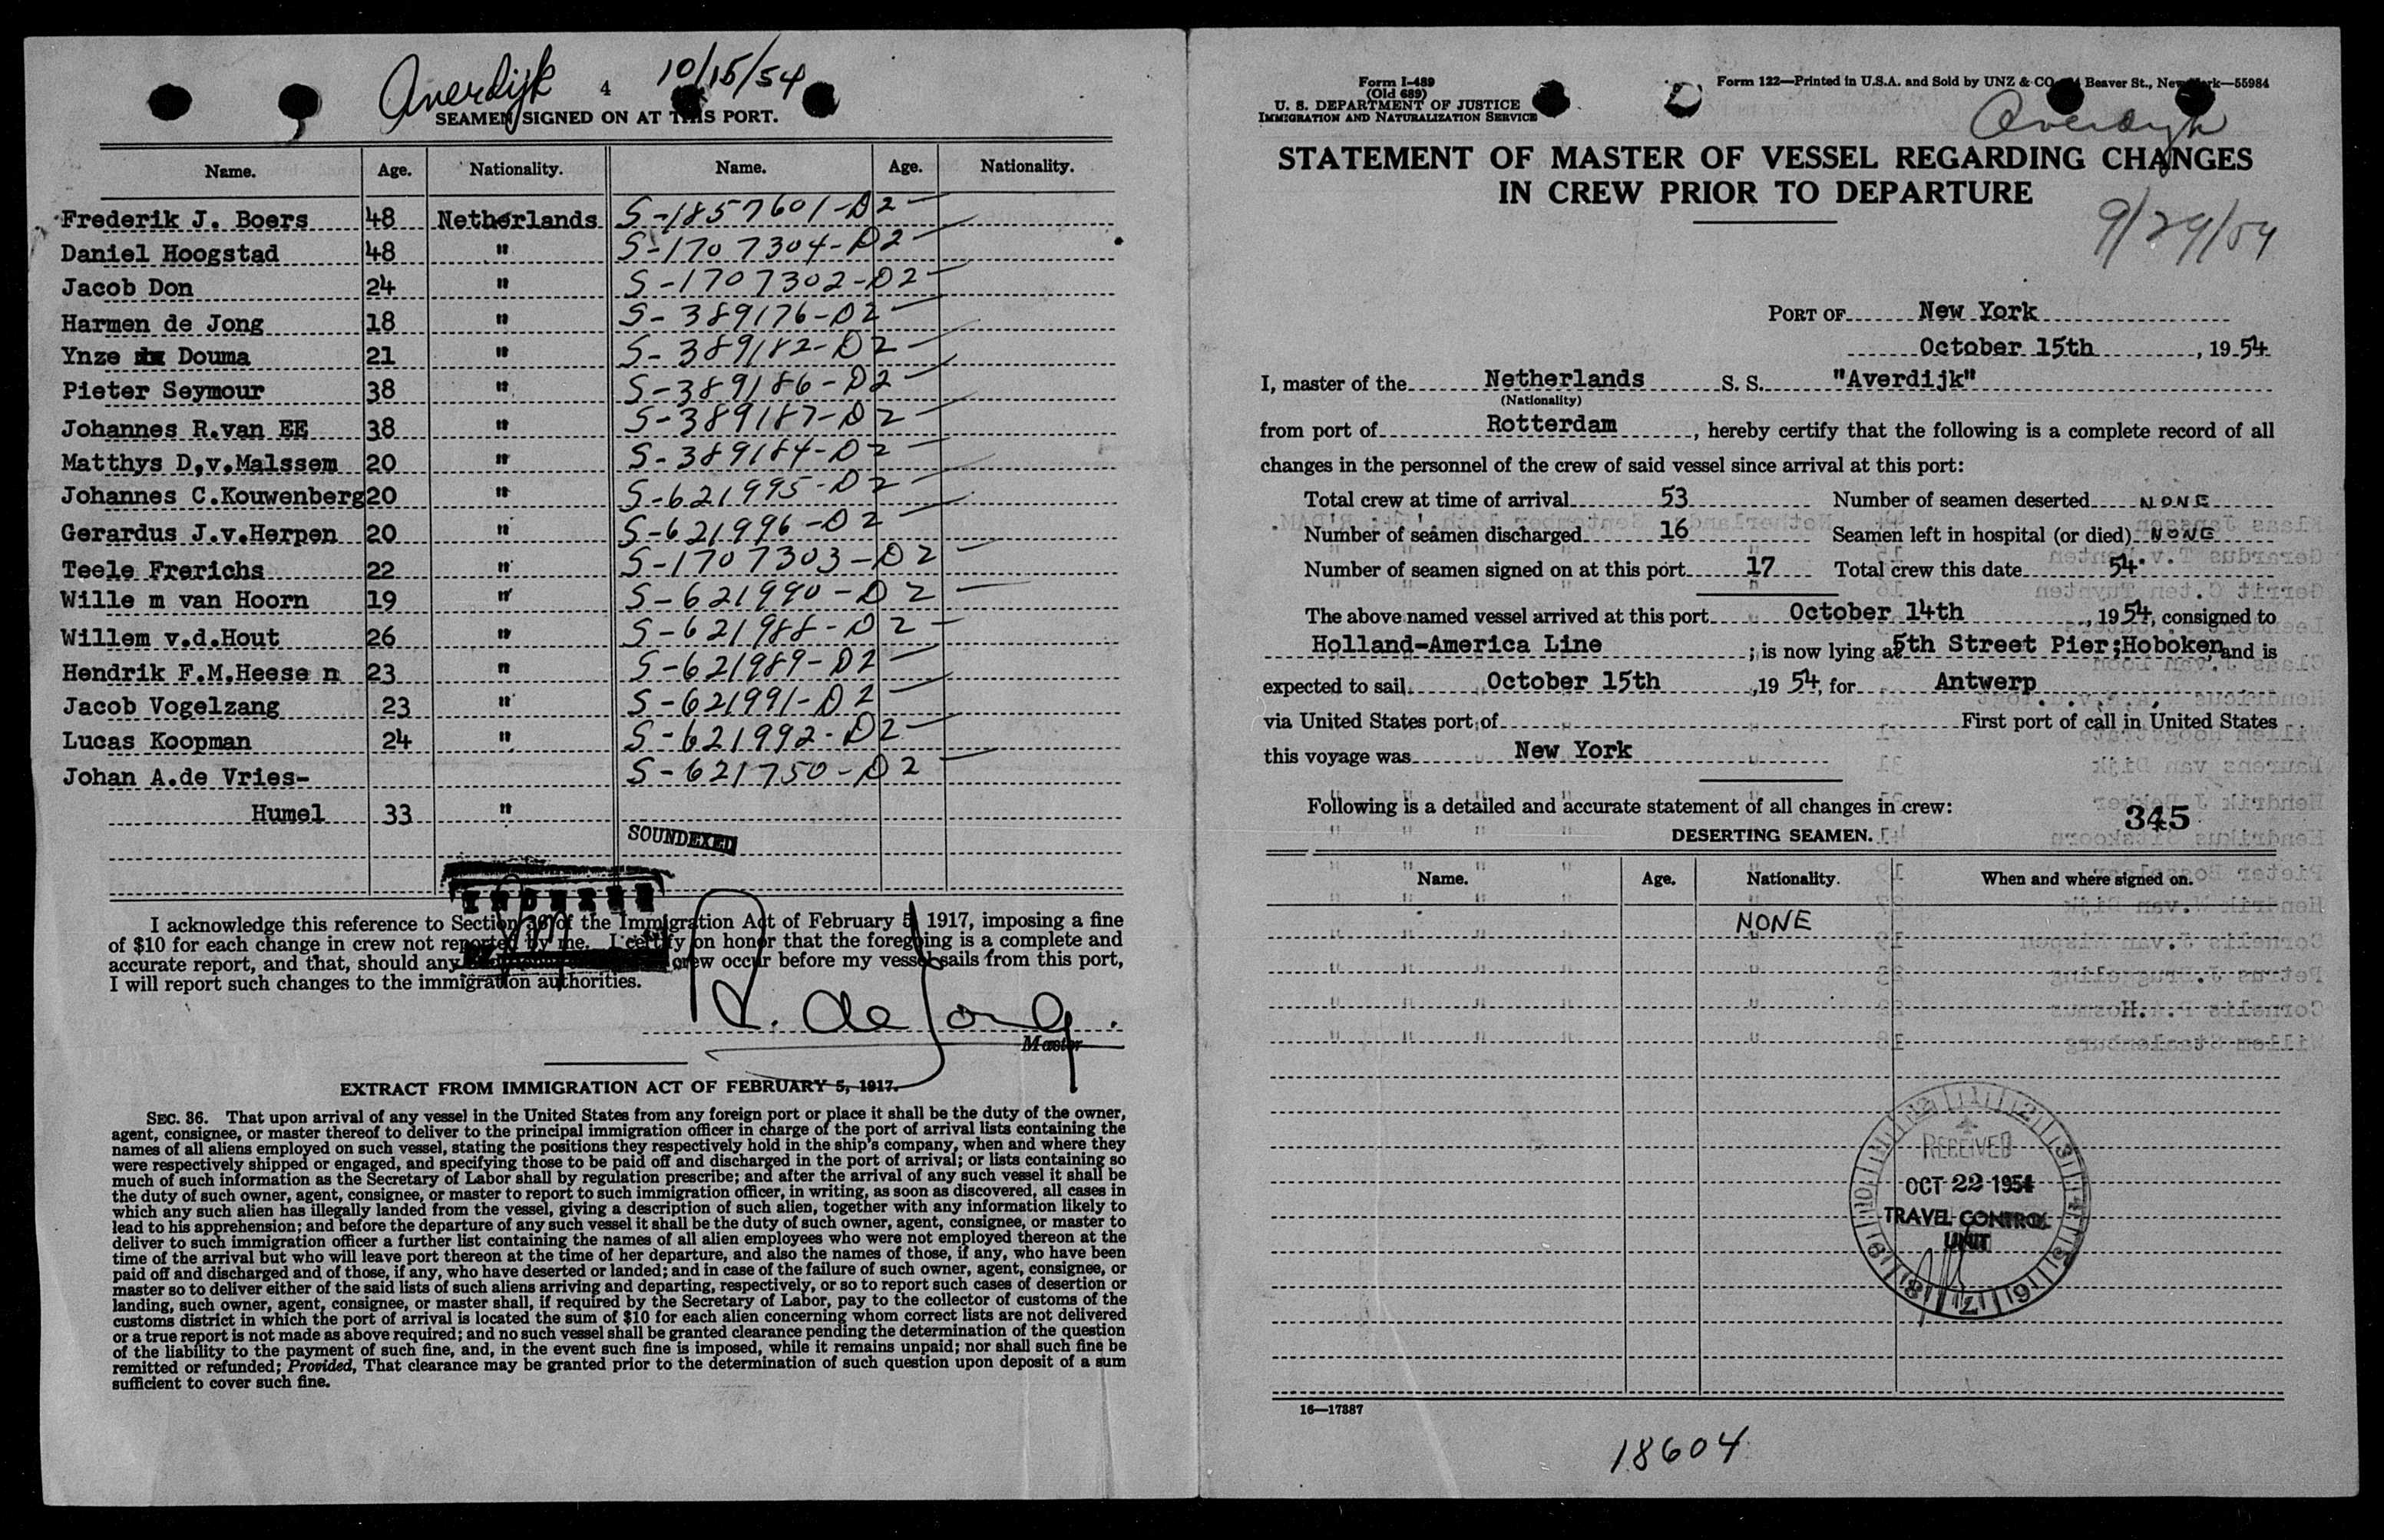 Averdijk 4 10/15/54
SEAMEN SIGNED ON AT THIS PORT.
Name. Age. Nationality. Name. Age. Nationality.
Frederik J. Boers 48 Netherlands S-1857601-D2
Daniel Hoogstad 48 " S-1707304-D2
Jacob Don 24 " S-1707302-D2
Harmen de Jong 18 " S-389176-D2
Ynze Douma 21 " S-389182-D2
Pieter Seymour 38 " S-389186-D2
Johannes R.van EE 38 " S-389187-D2
Matthys D.v.Malssem 20 " S-389184-D2
Johannes C.Kouwenberg 20 " S-621995-D2
Gerardus J.v.Herpen 20 " S-621996-D2
Teele Frerichs 22 " S-1707303-D2
Wille m van Hoorn 19 " S-621990-D2
Willem v.d.Hout 26 " S-621988-D2
Hendrik F.M.Heese n 23 " S-621989-D2
Jacob Vogelzang 23 " S-621991-D2
Lucas Koopman 24 " S-621992-D2
Johan A.de Vries- S-621750-D2
Humel 33 "
SOUNDEXED
I acknowledge this reference to Section 36 of the Immigration Act of February 5, 1917, imposing a fine
of $10 for each change in crew not reported by me. I certify on honor that the foregoing is a complete and
accurate report, and that, should any crew occur before my vessel sails from this port,
I will report such changes to the immigration authorities.
R. de Jong.
Master
EXTRACT FROM IMMIGRATION ACT OF FEBRUARY 5, 1917.
SEC. 36. That upon arrival of any vessel in the United States from any foreign port or place it shall be the duty of the owner,
agent, consignee, or master thereof to deliver to the principal immigration officer in charge of the port of arrival lists containing the
names of all aliens employed on such vessel, stating the positions they respectively hold in the ship's company, when and where they
were respectively shipped or engaged, and specifying those to be paid off and discharged in the port of arrival; or lists containing so
much of such information as the Secretary of Labor shall by regulation prescribe; and after the arrival of any such vessel it shall be
the duty of such owner, agent, consignee, or master to report to such immigration officer, in writing, as soon as discovered, all cases in
which any such alien has illegally landed from the vessel, giving a description of such alien, together with any information likely to
lead to his apprehension; and before the departure of any such vessel it shall be the duty of such owner, agent, consignee, or master to
deliver to such immigration officer a further list containing the names of all alien employees who were not employed thereon at the
time of the arrival but who will leave port thereon at the time of her departure, and also the names of those, if any, who have been
paid off and discharged and of those, if any, who have deserted or landed; and in case of the failure of such owner, agent, consignee, or
master so to deliver either of the said lists of such aliens arriving and departing, respectively, or so to report such cases of desertion or
landing, such owner, agent, consignee, or master shall, if required by the Secretary of Labor, pay to the collector of customs of the
customs district in which the port of arrival is located the sum of $10 for each alien concerning whom correct lists are not delivered
or a true report is not made as above required; and no such vessel shall be granted clearance pending the determination of the question
of the liability to the payment of such fine, and, in the event such fine is imposed, while it remains unpaid; nor shall such fine be
remitted or refunded; Provided, That clearance may be granted prior to the determination of such question upon deposit of a sum
sufficient to cover such fine.
Form I-489
(Old 689)
U. S. DEPARTMENT OF JUSTICE
IMMIGRATION AND NATURALIZATION SERVICE
Form 122—Printed in U.S.A. and Sold by UNZ & CO. Beaver St., New York—55984
Averdijk
STATEMENT OF MASTER OF VESSEL REGARDING CHANGES
IN CREW PRIOR TO DEPARTURE
9/29/54
PORT OF New York
October 15th, 1954
I, master of the Netherlands S. S. "Averdijk"
(Nationality)
from port of Rotterdam, hereby certify that the following is a complete record of all
changes in the personnel of the crew of said vessel since arrival at this port:
Total crew at time of arrival 53 Number of seamen deserted NONE
Number of seamen discharged 16 Seamen left in hospital (or died) NONE
Number of seamen signed on at this port 17 Total crew this date 54
The above named vessel arrived at this port October 14th, 1954, consigned to
Holland-America Line; is now lying at 5th Street Pier;Hoboken, and is
expected to sail October 15th, 1954, for Antwerp
via United States port of First port of call in United States
this voyage was New York
Following is a detailed and accurate statement of all changes in crew:
345
DESERTING SEAMEN.
Name. Age. Nationality. When and where signed on.
NONE
RECEIVED
OCT 22 1954
TRAVEL CONTROL
UNIT
16—17387
18604